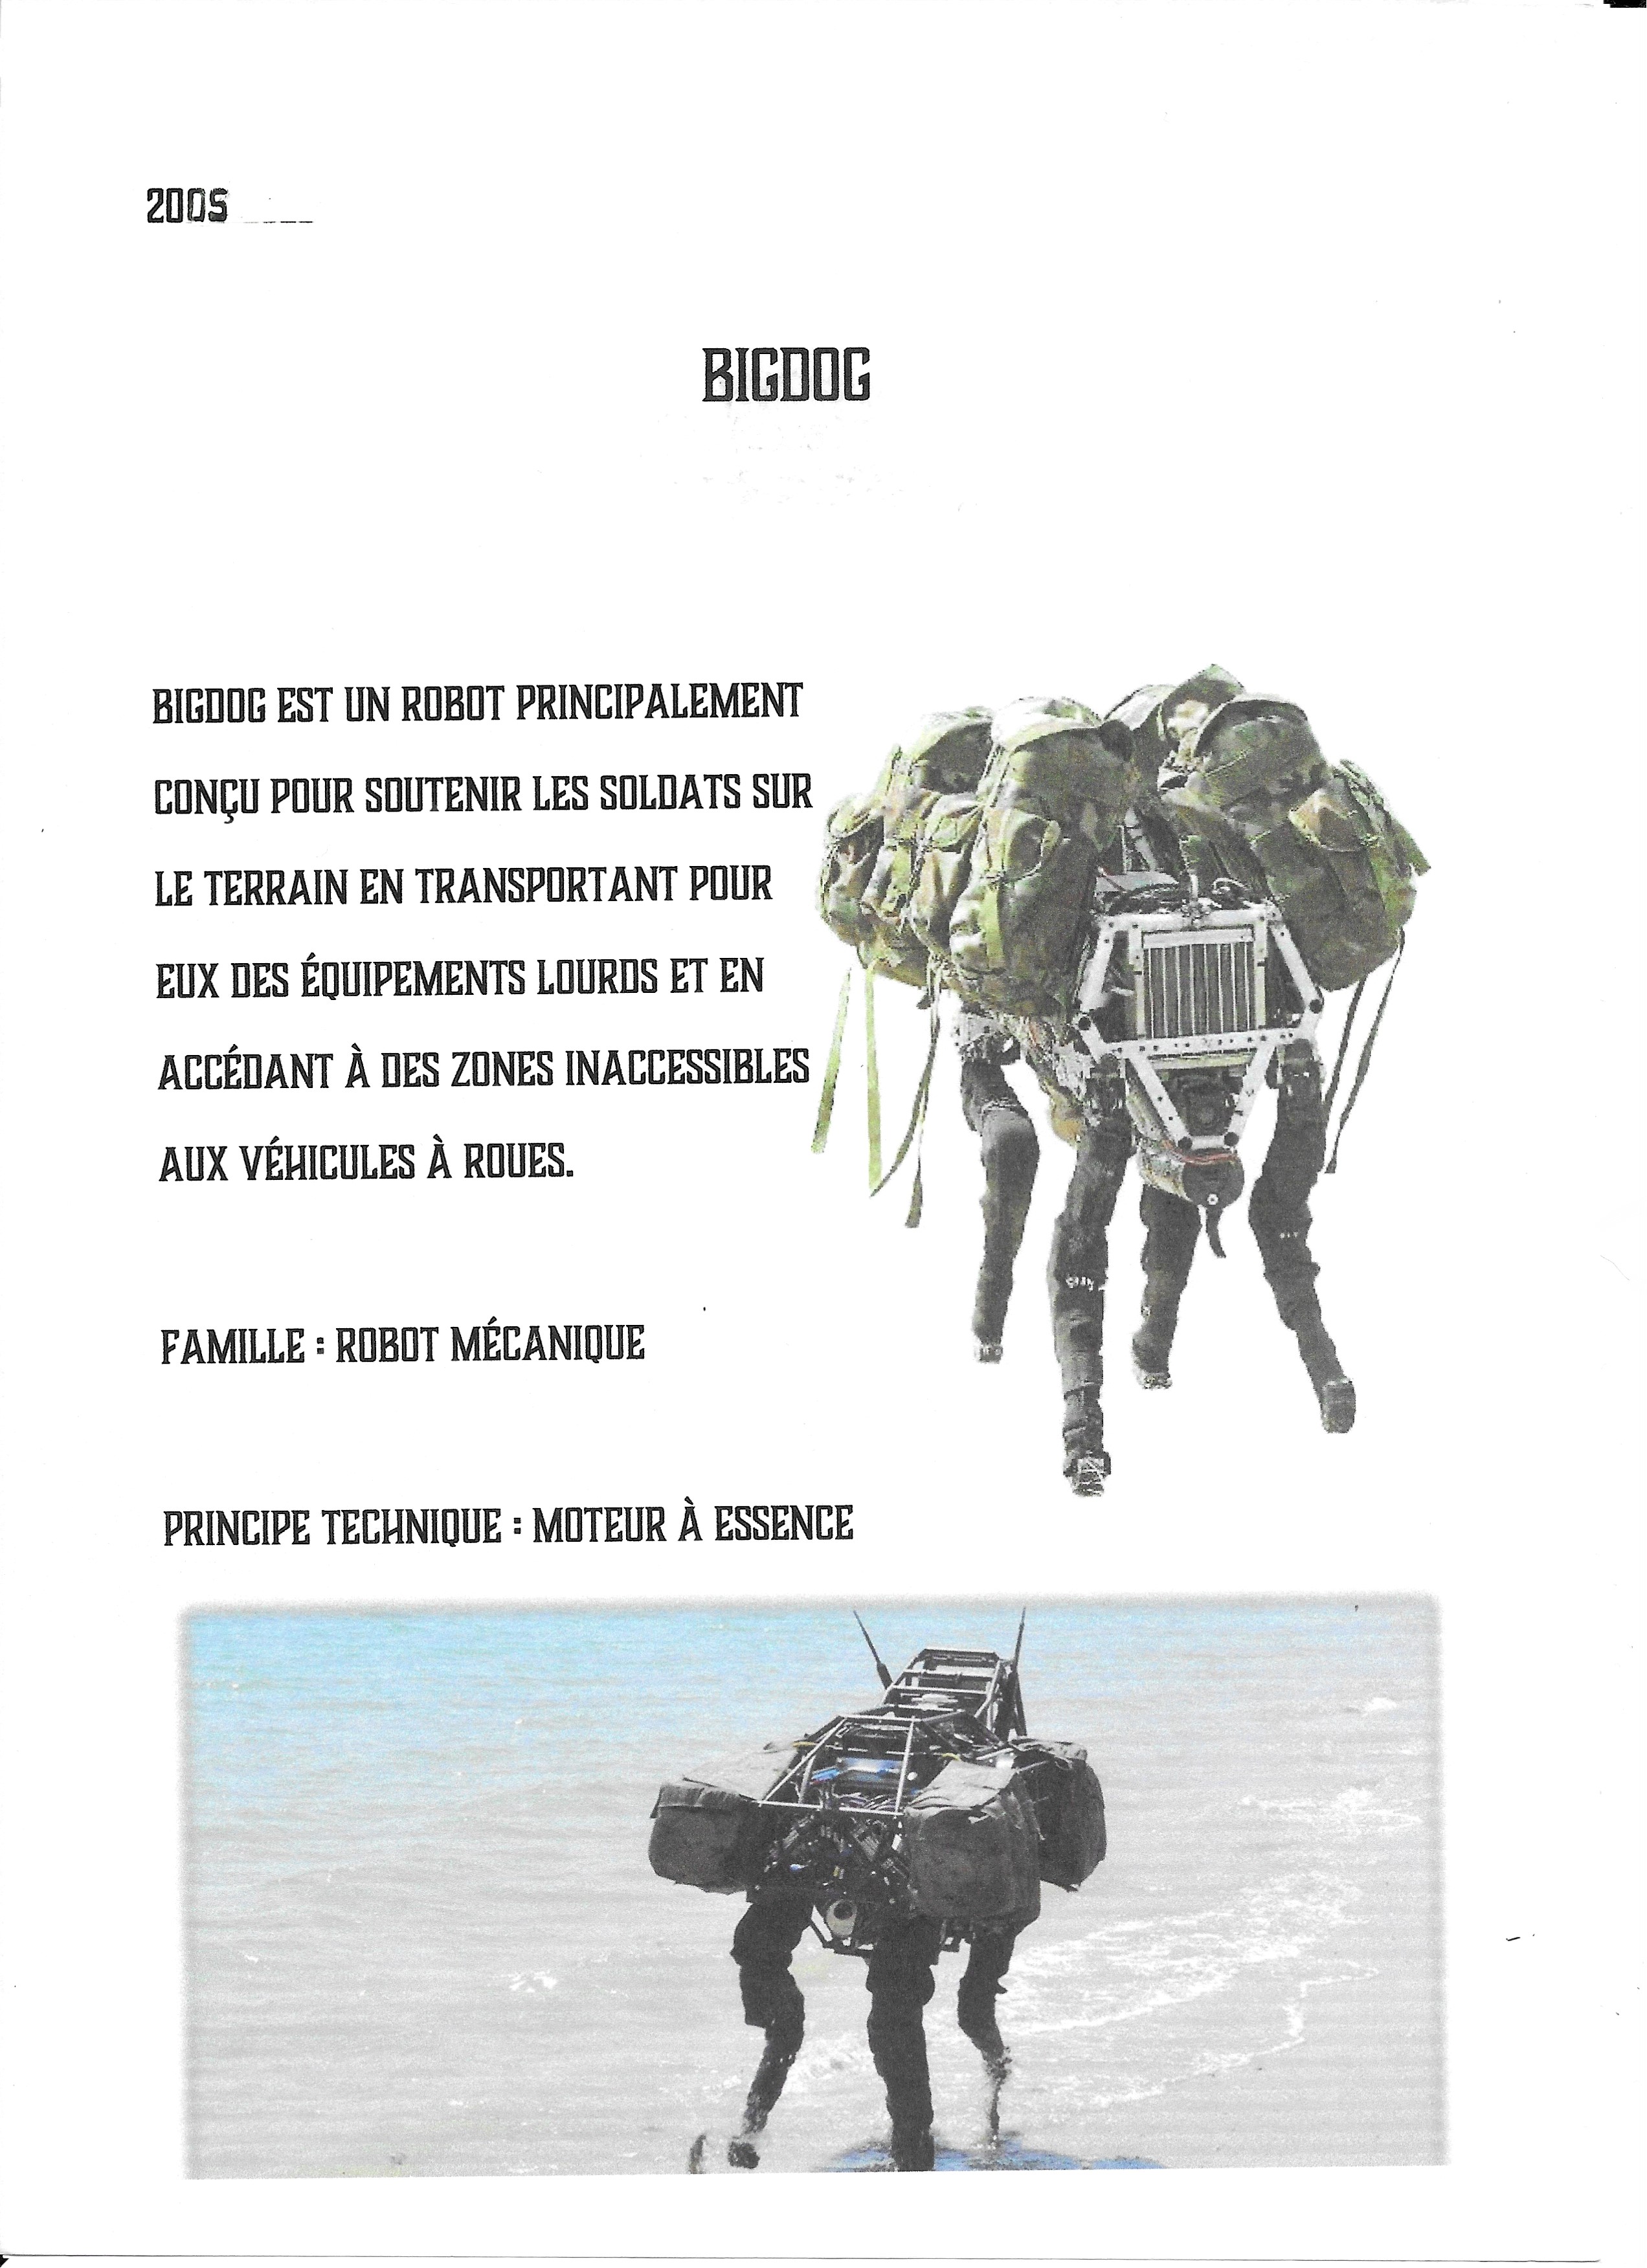 2005
BIGDOG
BIGDOG EST UN ROBOT PRINCIPALEMENT
CONÇU POUR SOUTENIR LES SOLDATS SUR
LE TERRAIN EN TRANSPORTANT POUR
EUX DES ÉQUIPEMENTS LOURDS ET EN
ACCÉDANT À DES ZONES INACCESSIBLES
AUX VÉHICULES À ROUES.
FAMILLE : ROBOT MÉCANIQUE
PRINCIPE TECHNIQUE : MOTEUR À ESSENCE